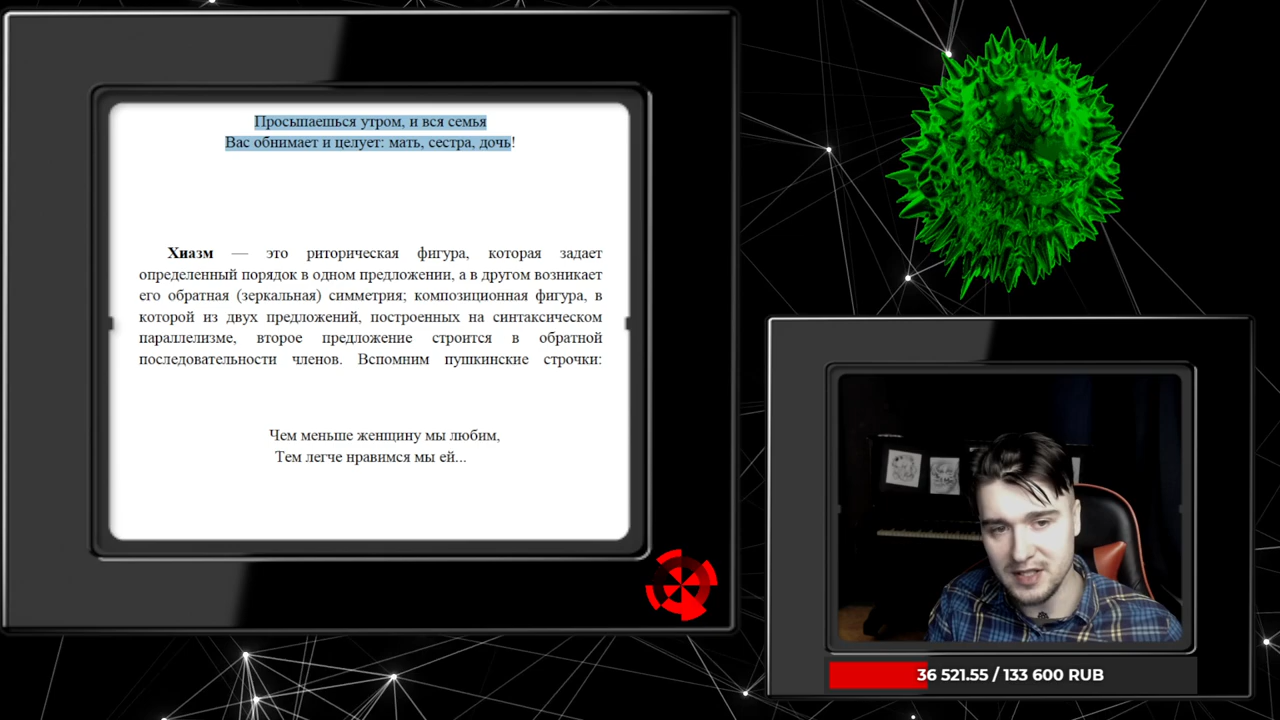 Просыпаешься утром, и вся семья
Вас обнимает и целует: мать, сестра, дочь!
Хиазм — это риторическая фигура, которая задает
определенный порядок в одном предложении, а в другом возникает
его обратная (зеркальная) симметрия; композиционная фигура, в
которой из двух предложений, построенных на синтаксическом
параллелизме, второе предложение строится в обратной
последовательности членов. Вспомним пушкинские строчки:
Чем меньше женщину мы любим,
Тем легче нравимся мы ей...
36 521.55 / 133 600 RUB